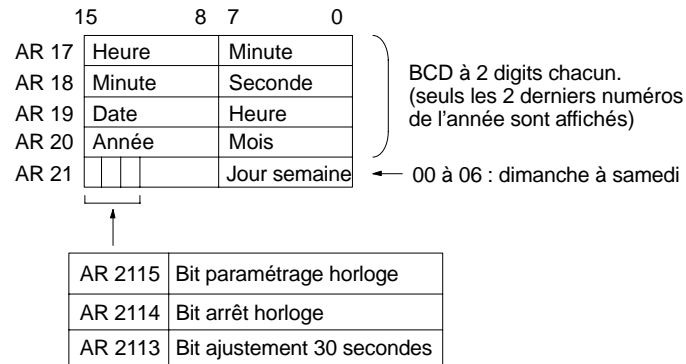 15 8 7 0
AR 17 Heure Minute
AR 18 Minute Seconde
AR 19 Date Heure
AR 20 Année Mois
AR 21 Jour semaine
BCD à 2 digits chacun.
(seuls les 2 derniers numéros
de l'année sont affichés)
00 à 06 : dimanche à samedi
AR 2115 Bit paramétrage horloge
AR 2114 Bit arrêt horloge
AR 2113 Bit ajustement 30 secondes